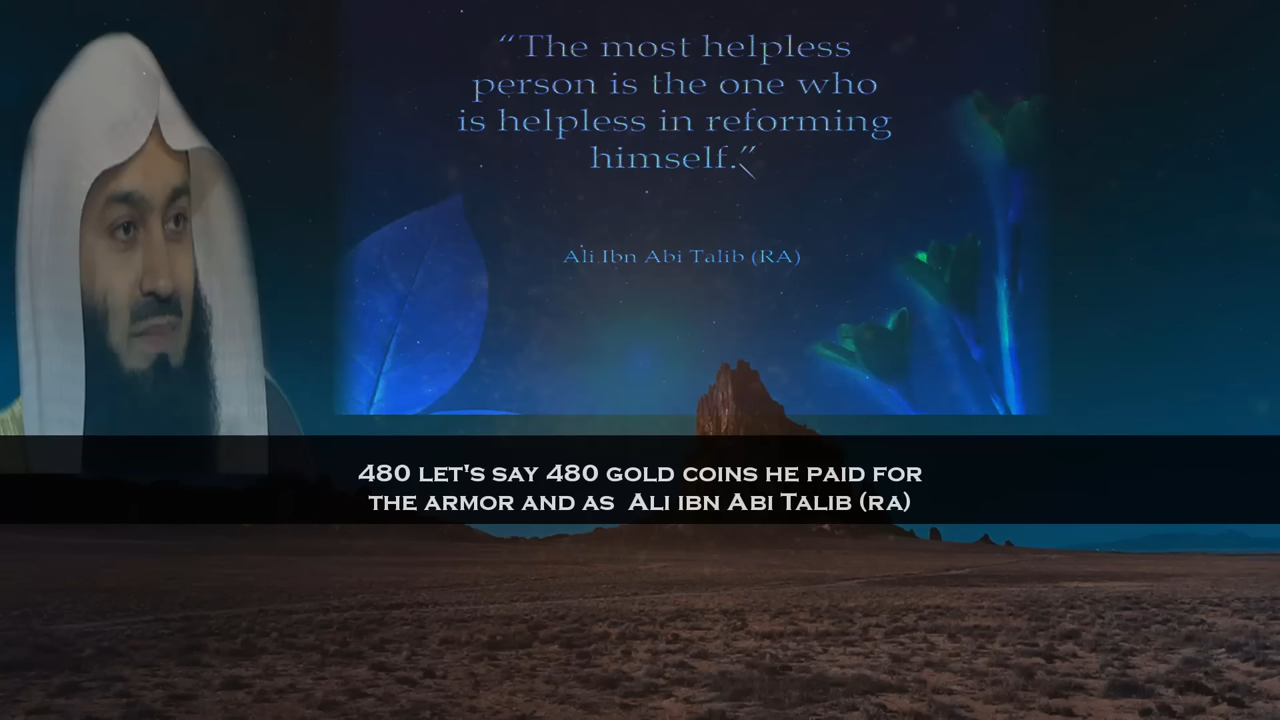 “The most helpless
person is the one who
is helpless in reforming
himself.”
Ali Ibn Abi Talib (RA)
480 LET'S SAY 480 GOLD COINS HE PAID FOR
THE ARMOR AND AS ALI IBN ABI TALIB (RA)